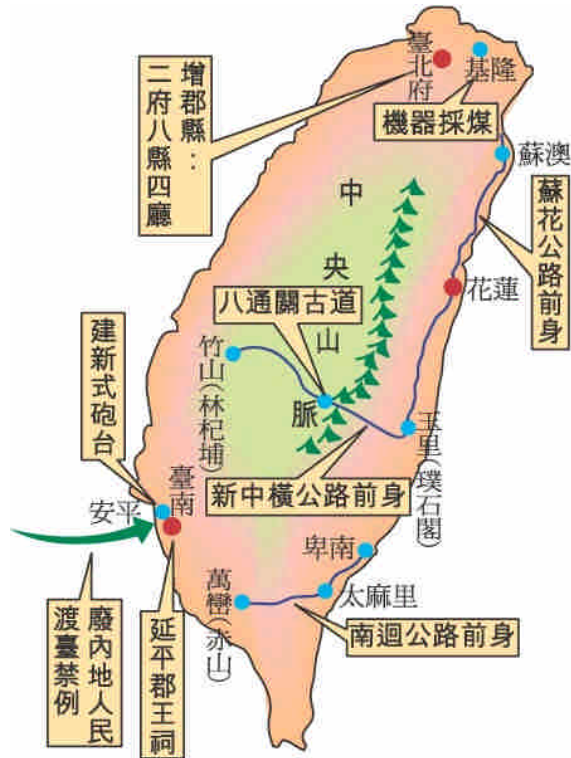 增郡縣：
二府八縣四廳
臺北府
基隆
機器採煤
蘇澳
蘇花公路前身
中央山脈
花蓮
八通關古道
竹山(林杞埔)
建新式砲台
玉里(璞石閣)
新中橫公路前身
臺南
安平
卑南
萬巒(赤山)
太麻里
南迴公路前身
延平郡王祠
廢內地人民
渡臺禁例